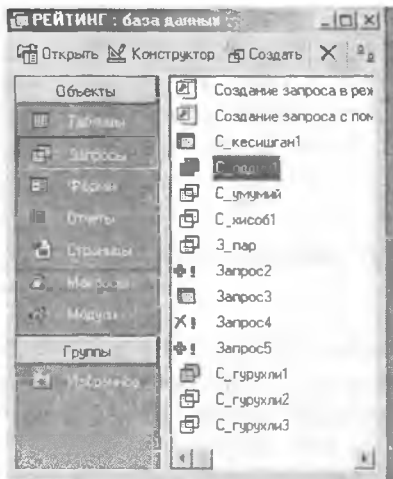 РЕЙТИНГ : база данных
Открыть Конструктор Создать
Объекты
Таблицы
Запросы
Формы
Отчеты
Страницы
Макросы
Модули
Группы
Избранное
Создание запроса в реж
Создание запроса с пом
С_кесишган1
С_умумий
С_хисоб1
З_пар
Запрос2
Запрос3
Запрос4
Запрос5
С_гурухли1
С_гурухли2
С_гурухли3